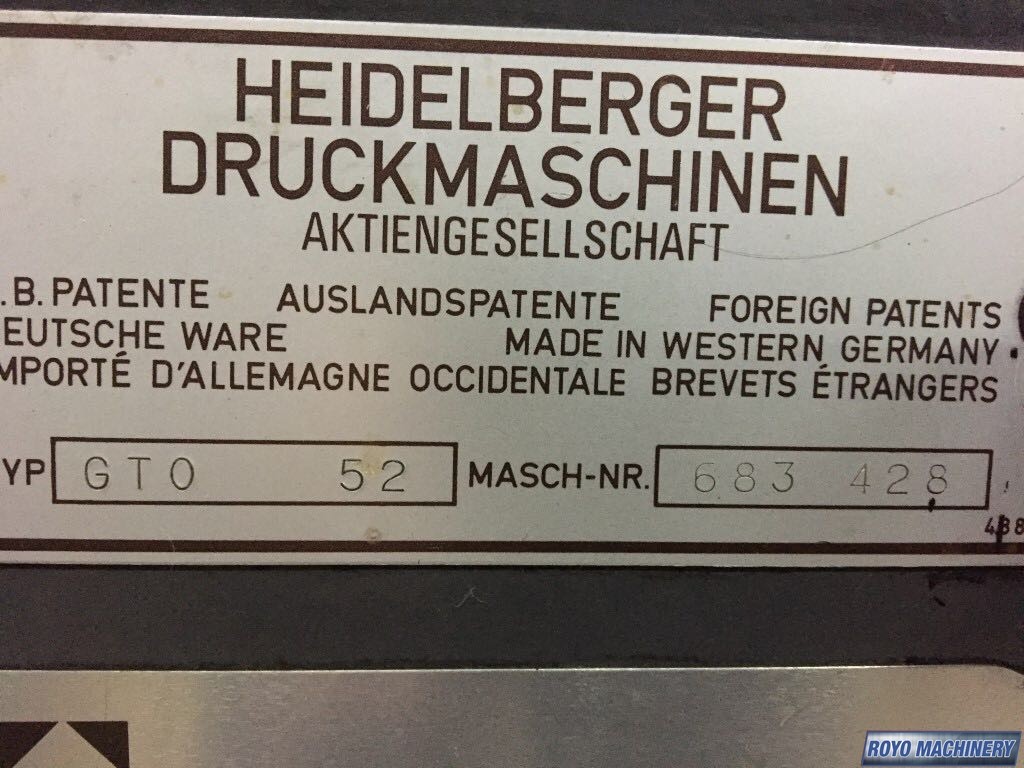 HEIDELBERGER
DRUCKMASCHINEN
AKTIENGESELLSCHAFT
.B. PATENTE AUSLANDSPATENTE FOREIGN PATENTS
EUTSCHE WARE MADE IN WESTERN GERMANY.
MPORTÉ D'ALLEMAGNE OCCIDENTALE BREVETS ÉTRANGERS
YP GTO 52 MASCH-NR. 683 428
ROYO MACHINERY